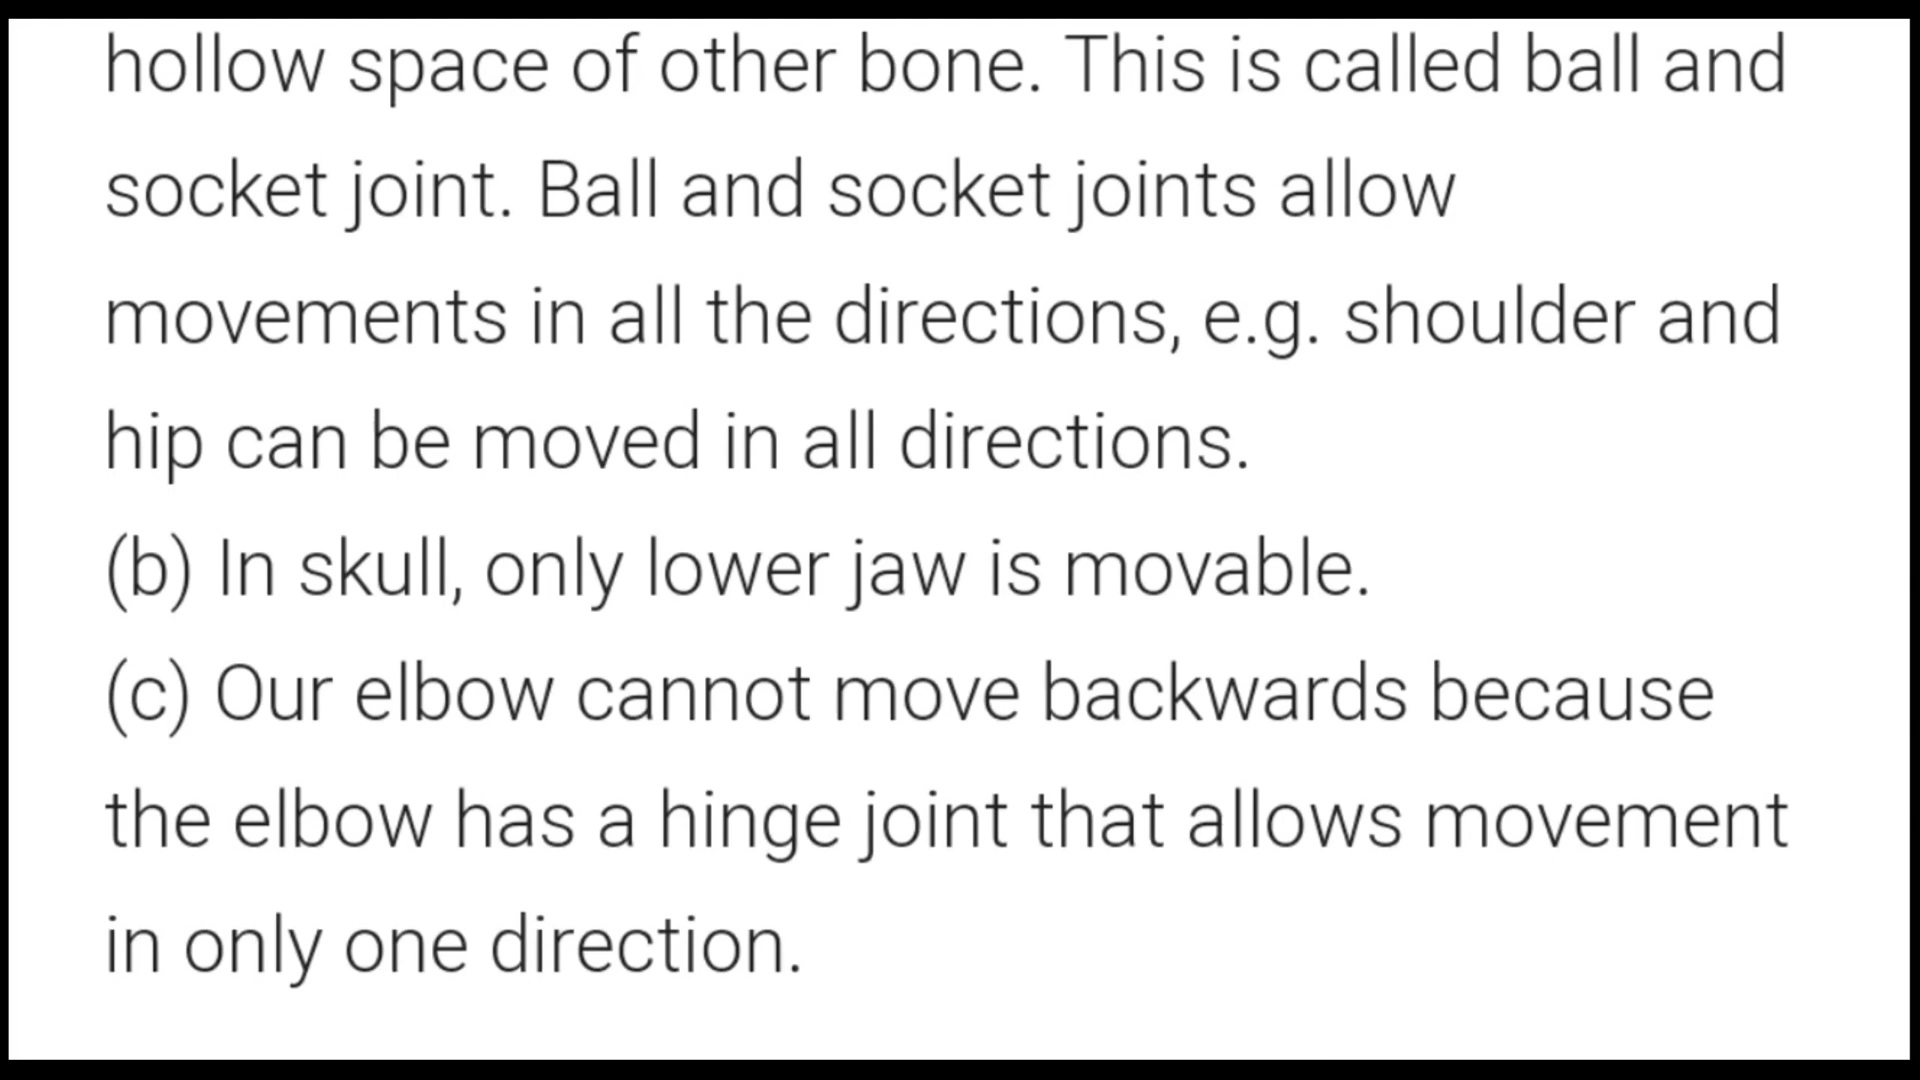 hollow space of other bone. This is called ball and
socket joint. Ball and socket joints allow
movements in all the directions, e.g. shoulder and
hip can be moved in all directions.
(b) In skull, only lower jaw is movable.
(c) Our elbow cannot move backwards because
the elbow has a hinge joint that allows movement
in only one direction.